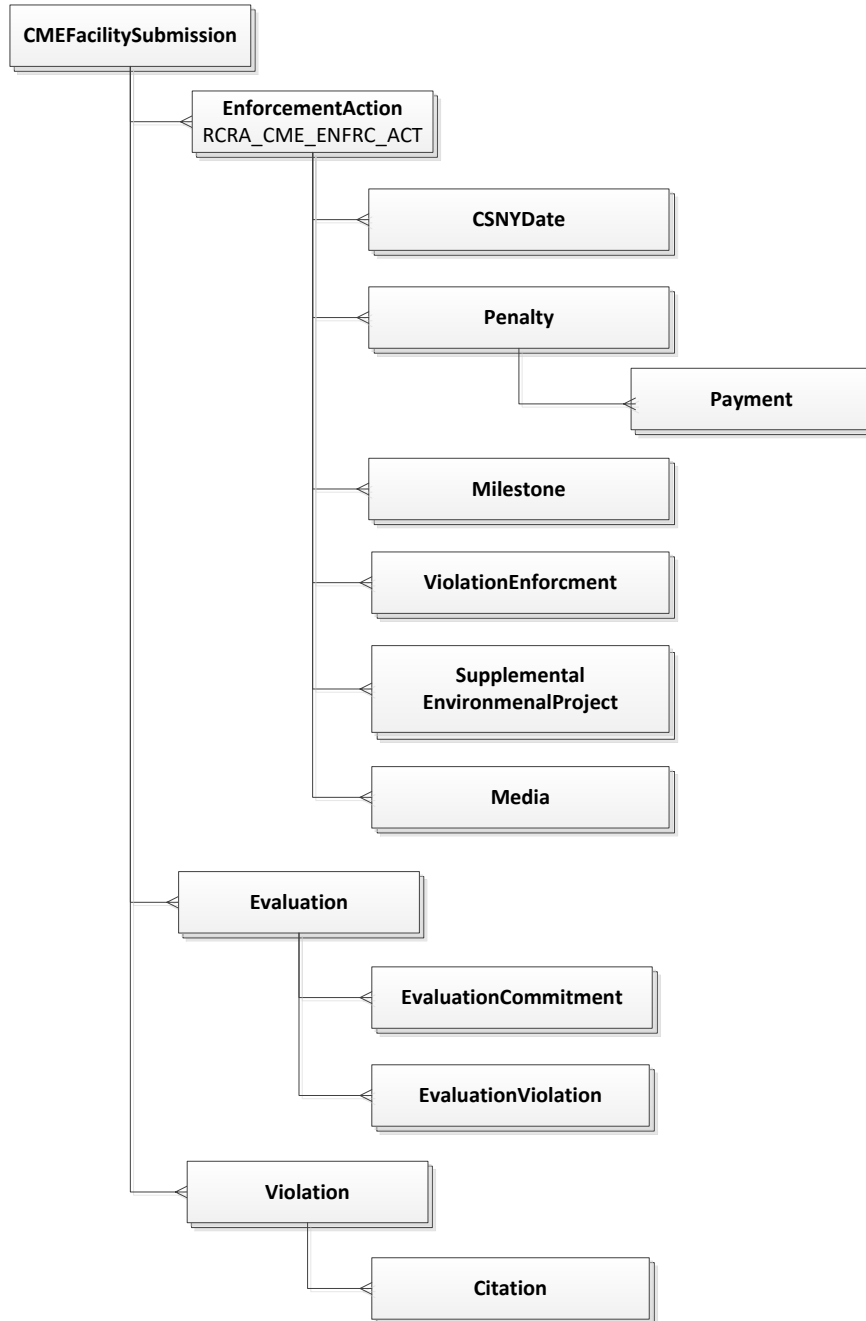 CMEFacilitySubmission
EnforcementAction
RCRA_CME_ENFRC_ACT
CSNYDate
Penalty
Payment
Milestone
ViolationEnforcment
Supplemental
EnvironmenalProject
Media
Evaluation
EvaluationCommitment
EvaluationViolation
Violation
Citation